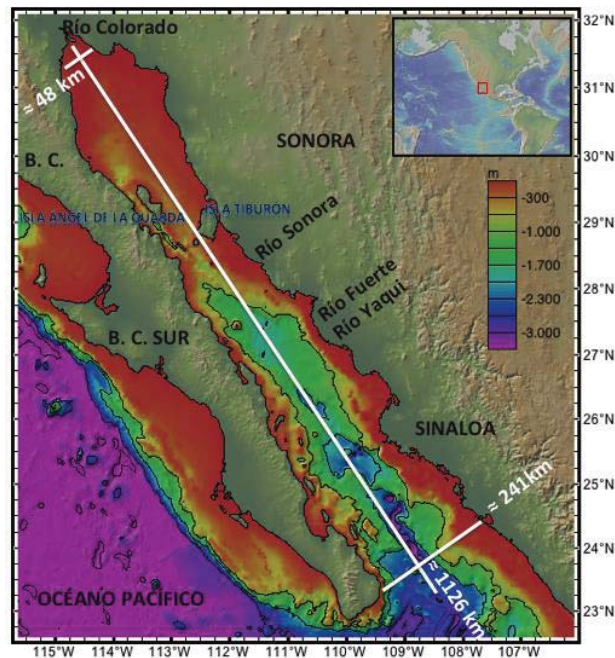 Río Colorado
≈ 48 km
SONORA
B. C.
ISLA ANGEL DE LA GUARDA
ISLA TIBURON
Río Sonora
Río Fuerte
Río Yaqui
B. C. SUR
SINALOA
≈ 241km
≈ 1126 km
OCÉANO PACÍFICO
m
-300
-1.000
-1.700
-2.300
-3.000
32°N
31°N
30°N
29°N
28°N
27°N
26°N
25°N
24°N
23°N
115°W 114°W 113°W 112°W 111°W 110°W 109°W 108°W 107°W